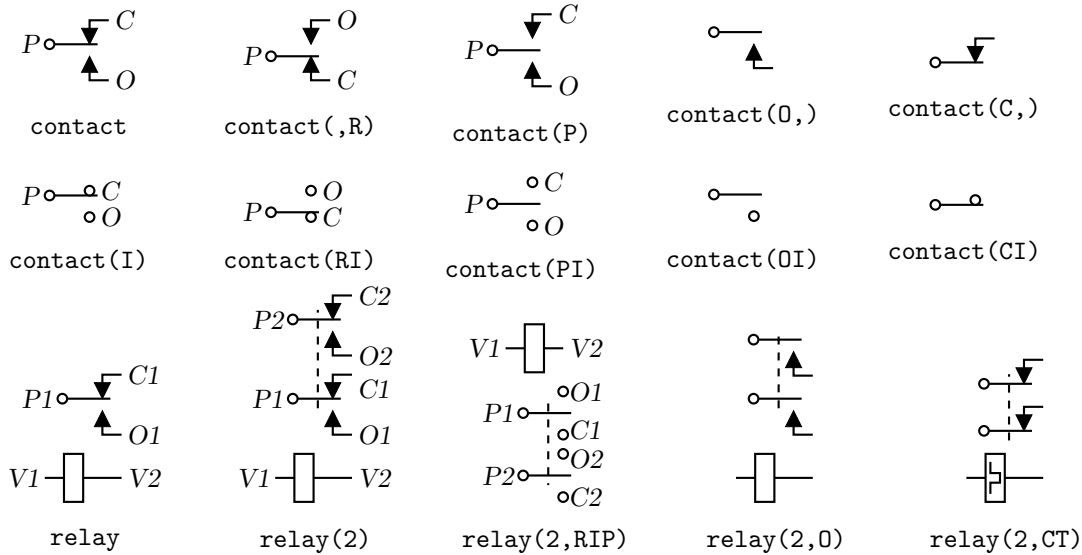 C O C
P P P
O C O
contact contact(,R) contact(P) contact(O,) contact(C,)
C O C
P P P
O C O
contact(I) contact(RI) contact(PI) contact(OI) contact(CI)
C2
P2
O2 V1 V2
C1 C1 O1
P1 P1 P1
C1
O1 O1 O2
P2
V1 V2 V1 V2 C2
relay relay(2) relay(2,RIP) relay(2,O) relay(2,CT)